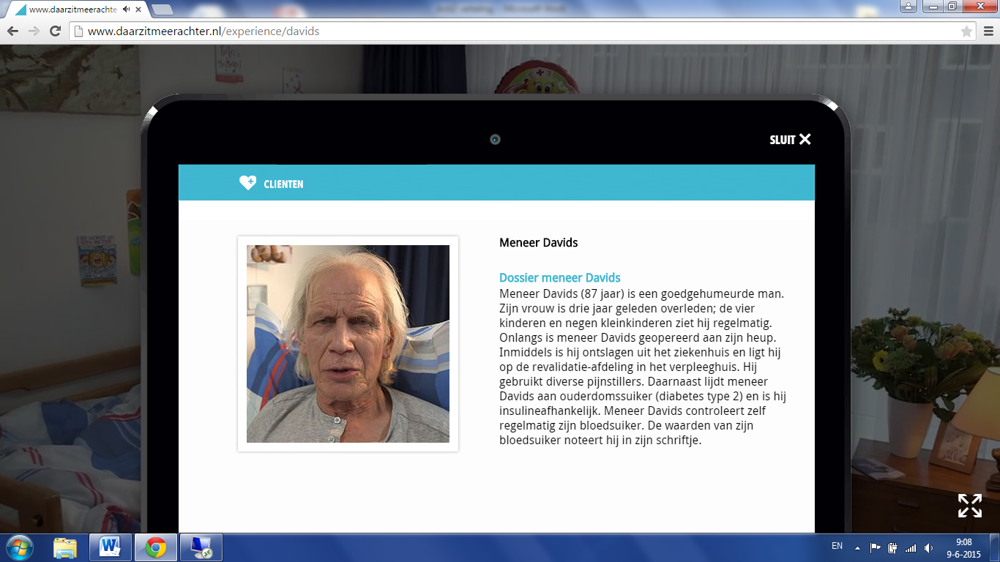 www.daarzitmeerachte
www.daarzitmeerachter.nl/experience/davids
SLUIT
CLIENTEN
Meneer Davids
Dossier meneer Davids
Meneer Davids (87 jaar) is een goedgehumeurde man.
Zijn vrouw is drie jaar geleden overleden; de vier
kinderen en negen kleinkinderen ziet hij regelmatig.
Onlangs is meneer Davids geopereerd aan zijn heup.
Inmiddels is hij ontslagen uit het ziekenhuis en ligt hij
op de revalidatie-afdeling in het verpleeghuis. Hij
gebruikt diverse pijnstillers. Daarnaast lijdt meneer
Davids aan ouderdomssuiker (diabetes type 2) en is hij
insulineafhankelijk. Meneer Davids controleert zelf
regelmatig zijn bloedsuiker. De waarden van zijn
bloedsuiker noteert hij in zijn schriftje.
EN
9:08
9-6-2015